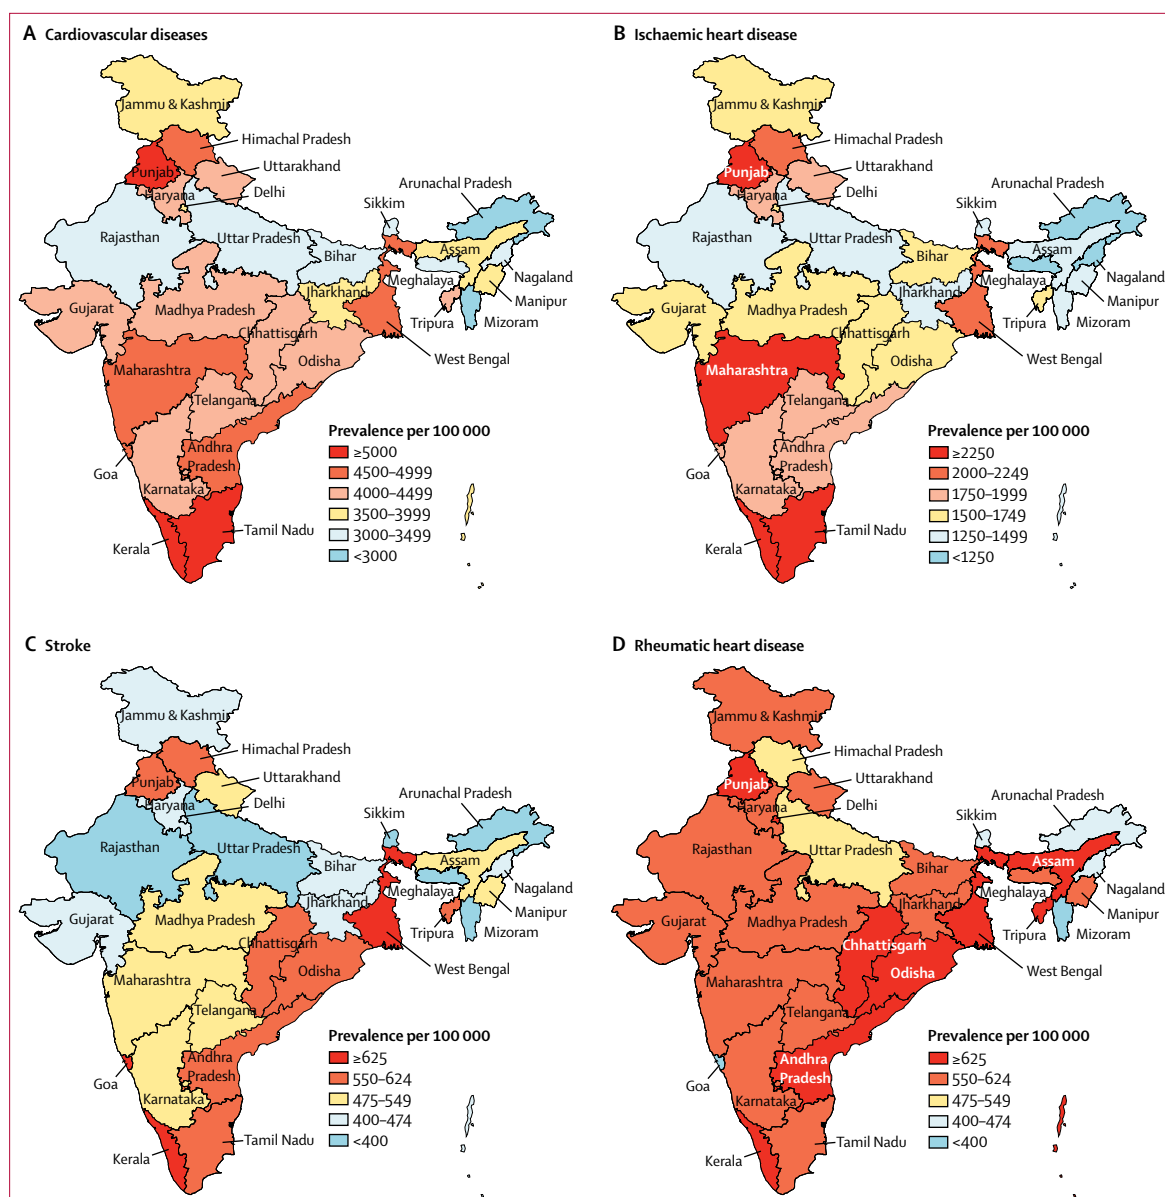 A Cardiovascular diseases
Jammu & Kashmir
Himachal Pradesh
Punjab
Uttarakhand
Haryana
Delhi
Arunachal Pradesh
Sikkim
Rajasthan
Uttar Pradesh
Bihar
Assam
Nagaland
Meghalaya
Manipur
Jharkhand
Gujarat
Madhya Pradesh
Tripura
Mizoram
Chhattisgarh
West Bengal
Odisha
Maharashtra
Telangana
Andhra
Pradesh
Goa
Karnataka
Tamil Nadu
Kerala
Prevalence per 100 000
≥5000
4500–4999
4000–4499
3500–3999
3000–3499
<3000
B Ischaemic heart disease
Jammu & Kashmir
Himachal Pradesh
Punjab
Uttarakhand
Haryana
Delhi
Arunachal Pradesh
Sikkim
Rajasthan
Uttar Pradesh
Bihar
Assam
Nagaland
Meghalaya
Manipur
Jharkhand
Gujarat
Madhya Pradesh
Tripura
Mizoram
Chhattisgarh
West Bengal
Odisha
Maharashtra
Telangana
Andhra
Pradesh
Goa
Karnataka
Tamil Nadu
Kerala
Prevalence per 100 000
≥2250
2000–2249
1750–1999
1500–1749
1250–1499
<1250
C Stroke
Jammu & Kashmir
Himachal Pradesh
Punjab
Uttarakhand
Haryana
Delhi
Arunachal Pradesh
Sikkim
Rajasthan
Uttar Pradesh
Bihar
Assam
Nagaland
Meghalaya
Manipur
Jharkhand
Gujarat
Madhya Pradesh
Tripura
Mizoram
Chhattisgarh
West Bengal
Odisha
Maharashtra
Telangana
Andhra
Pradesh
Goa
Karnataka
Tamil Nadu
Kerala
Prevalence per 100 000
≥625
550–624
475–549
400–474
<400
D Rheumatic heart disease
Jammu & Kashmir
Himachal Pradesh
Punjab
Uttarakhand
Haryana
Delhi
Arunachal Pradesh
Sikkim
Rajasthan
Uttar Pradesh
Bihar
Assam
Nagaland
Meghalaya
Manipur
Jharkhand
Gujarat
Madhya Pradesh
Tripura
Mizoram
Chhattisgarh
West Bengal
Odisha
Maharashtra
Telangana
Andhra
Pradesh
Goa
Karnataka
Tamil Nadu
Kerala
Prevalence per 100 000
≥625
550–624
475–549
400–474
<400